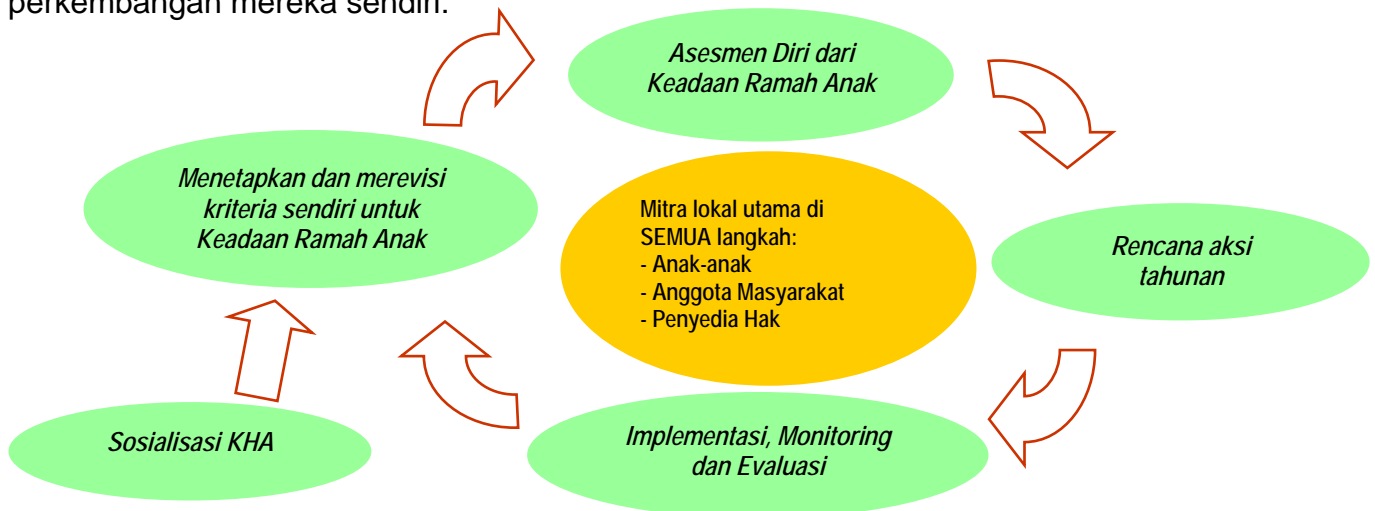 perkembangan mereka sendiri.
Asesmen Diri dari
Keadaan Ramah Anak
Menetapkan dan merevisi
kriteria sendiri untuk
Keadaan Ramah Anak
Mitra lokal utama di
SEMUA langkah:
- Anak-anak
- Anggota Masyarakat
- Penyedia Hak
Rencana aksi
tahunan
Sosialisasi KHA
Implementasi, Monitoring
dan Evaluasi